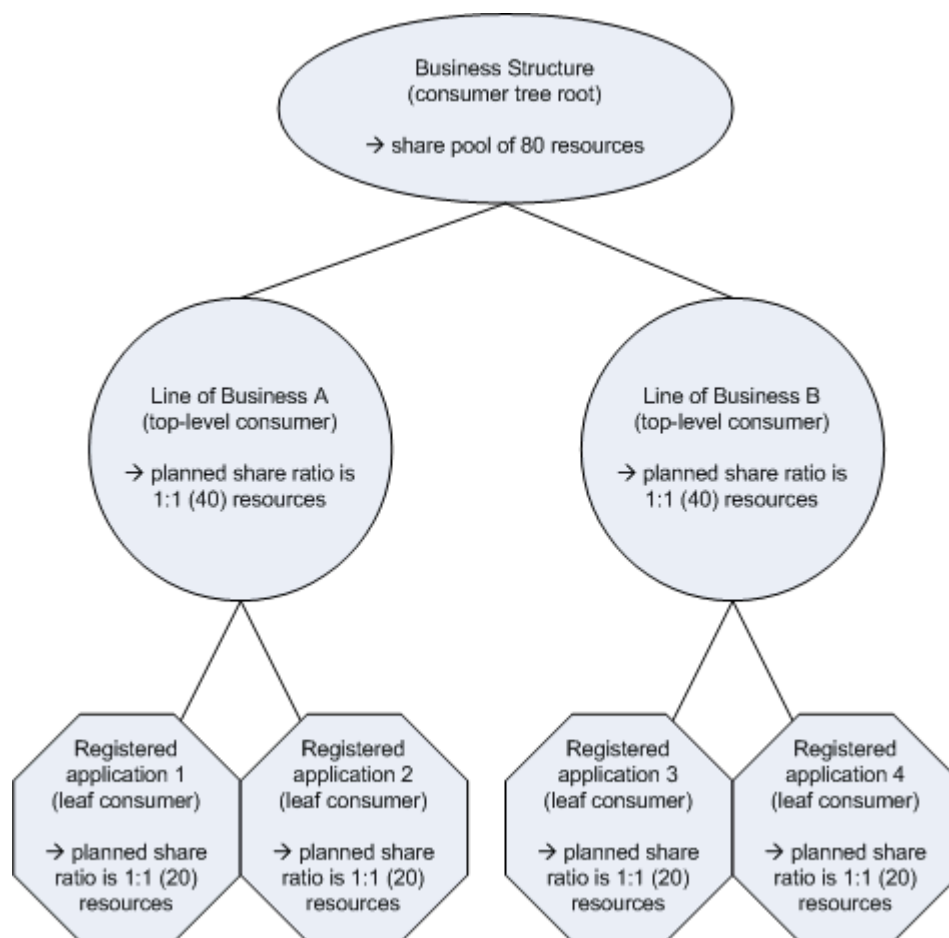 Business Structure
(consumer tree root)
→ share pool of 80 resources
Line of Business A
(top-level consumer)
→ planned share ratio is
1:1 (40) resources
Line of Business B
(top-level consumer)
→ planned share ratio is
1:1 (40) resources
Registered
application 1
(leaf consumer)
→ planned share
ratio is 1:1 (20)
resources
Registered
application 2
(leaf consumer)
→ planned share
ratio is 1:1 (20)
resources
Registered
application 3
(leaf consumer)
→ planned share
ratio is 1:1 (20)
resources
Registered
application 4
(leaf consumer)
→ planned share
ratio is 1:1 (20)
resources